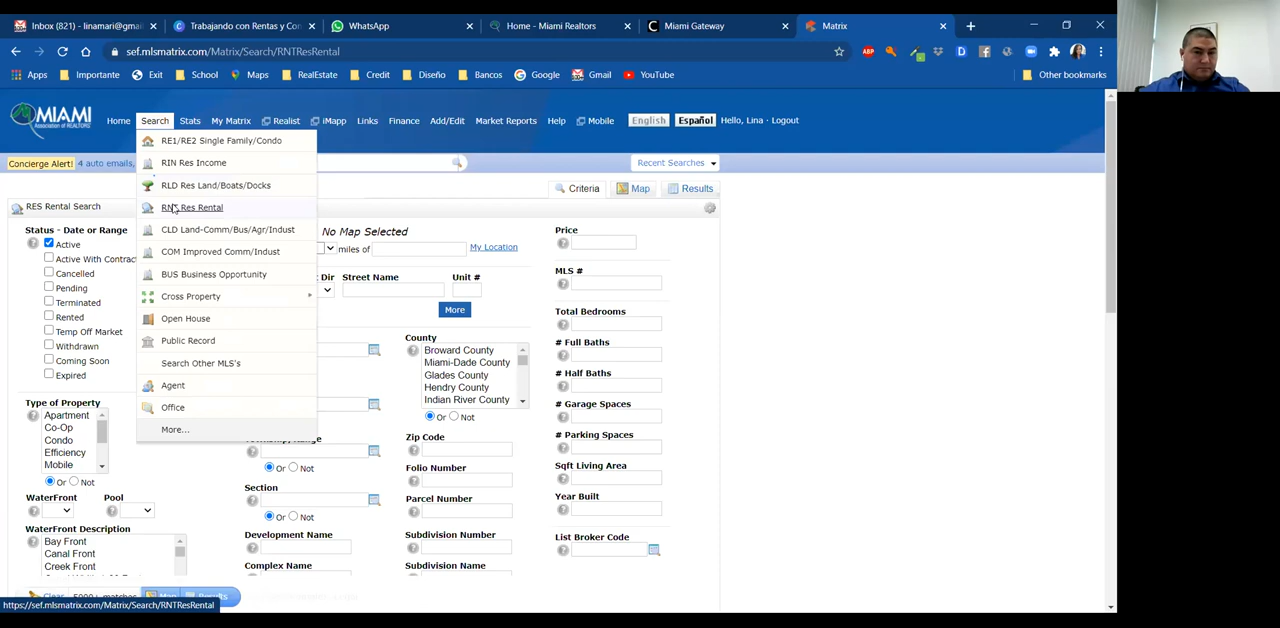 Inbox (821) - linamari@gmai
Trabajando con Rentas y Con
WhatsApp
Home - Miami Realtors
Miami Gateway
Matrix
sef.mlsmatrix.com/Matrix/Search/RNTResRental
Apps
Importante
Exit
School
Maps
RealEstate
Credit
Diseño
Bancos
Google
Gmail
YouTube
Other bookmarks
MIAMI
Home
Search
Stats
My Matrix
Realist
iMapp
Links
Finance
Add/Edit
Market Reports
Help
Mobile
English
Español
Hello, Lina - Logout
Concierge Alert!
4 auto emails,
Recent Searches
RE1/RE2 Single Family/Condo
RIN Res Income
RLD Res Land/Boats/Docks
RNT Res Rental
CLD Land-Comm/Bus/Agr/Indust
COM Improved Comm/Indust
BUS Business Opportunity
Cross Property
Open House
Public Record
Search Other MLS's
Agent
Office
More...
Criteria
Map
Results
RES Rental Search
Status - Date or Range
Active
Active With Contrac
Cancelled
Pending
Terminated
Rented
Temp Off Market
Withdrawn
Coming Soon
Expired
Type of Property
Apartment
Co-Op
Condo
Efficiency
Mobile
Or Not
WaterFront
Pool
WaterFront Description
Bay Front
Canal Front
Creek Front
No Map Selected
miles of
My Location
Dir
Street Name
Unit #
More
County
Broward County
Miami-Dade County
Glades County
Hendry County
Indian River County
Or Not
Or Not
Section
Or Not
Development Name
Complex Name
Zip Code
Folio Number
Parcel Number
Subdivision Number
Subdivision Name
Price
MLS #
Total Bedrooms
# Full Baths
# Half Baths
# Garage Spaces
# Parking Spaces
Sqft Living Area
Year Built
List Broker Code
Clear
Map
Results
https://sef.mlsmatrix.com/Matrix/Search/RNTResRental